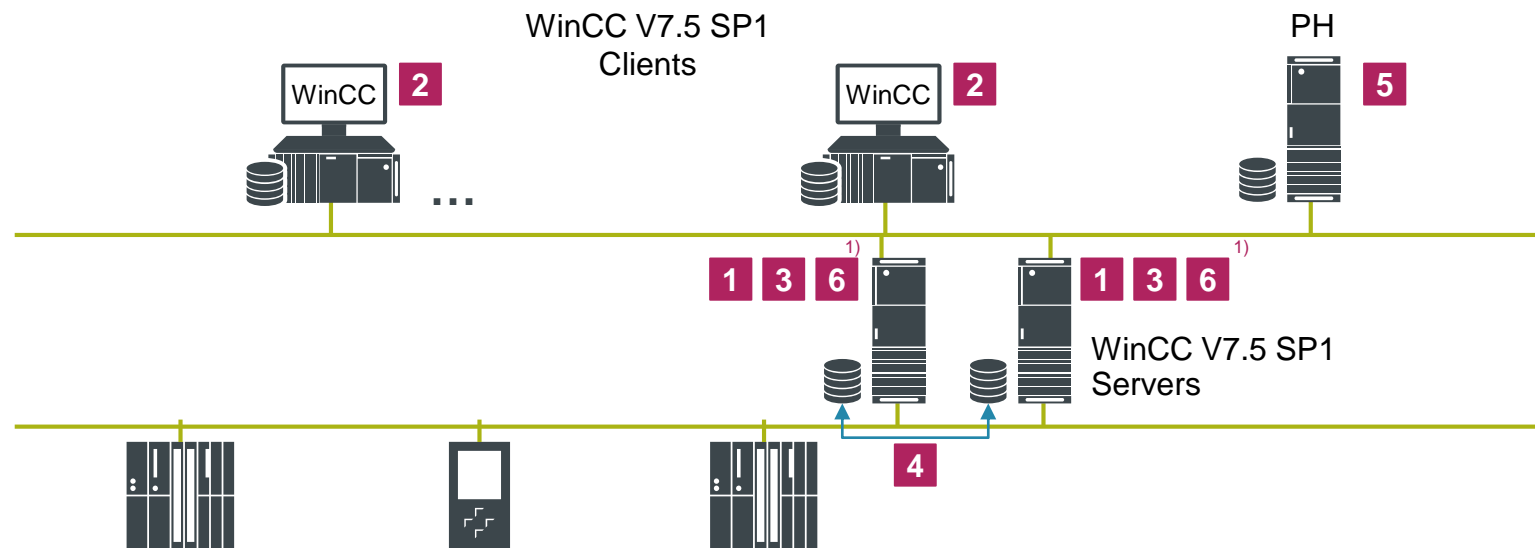 WinCC V7.5 SP1
Clients
PH
WinCC
2
WinCC
2
5
...
1)
1)
1 3 6
1 3 6
WinCC V7.5 SP1
Servers
4